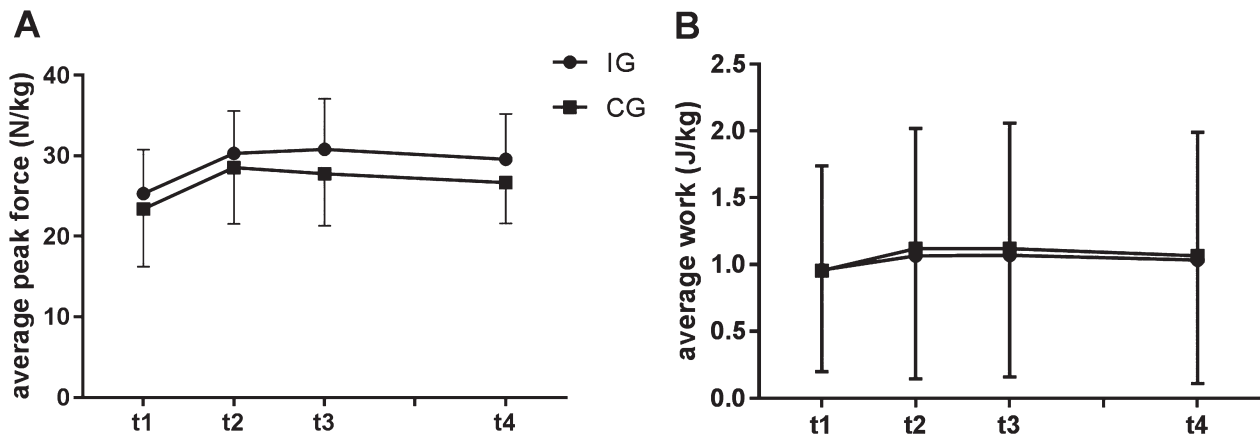 A
average peak force (N/kg)
40
30
20
10
0
t1 t2 t3 t4
IG
CG
B
average work (J/kg)
2.5
2.0
1.5
1.0
0.5
0.0
t1 t2 t3 t4